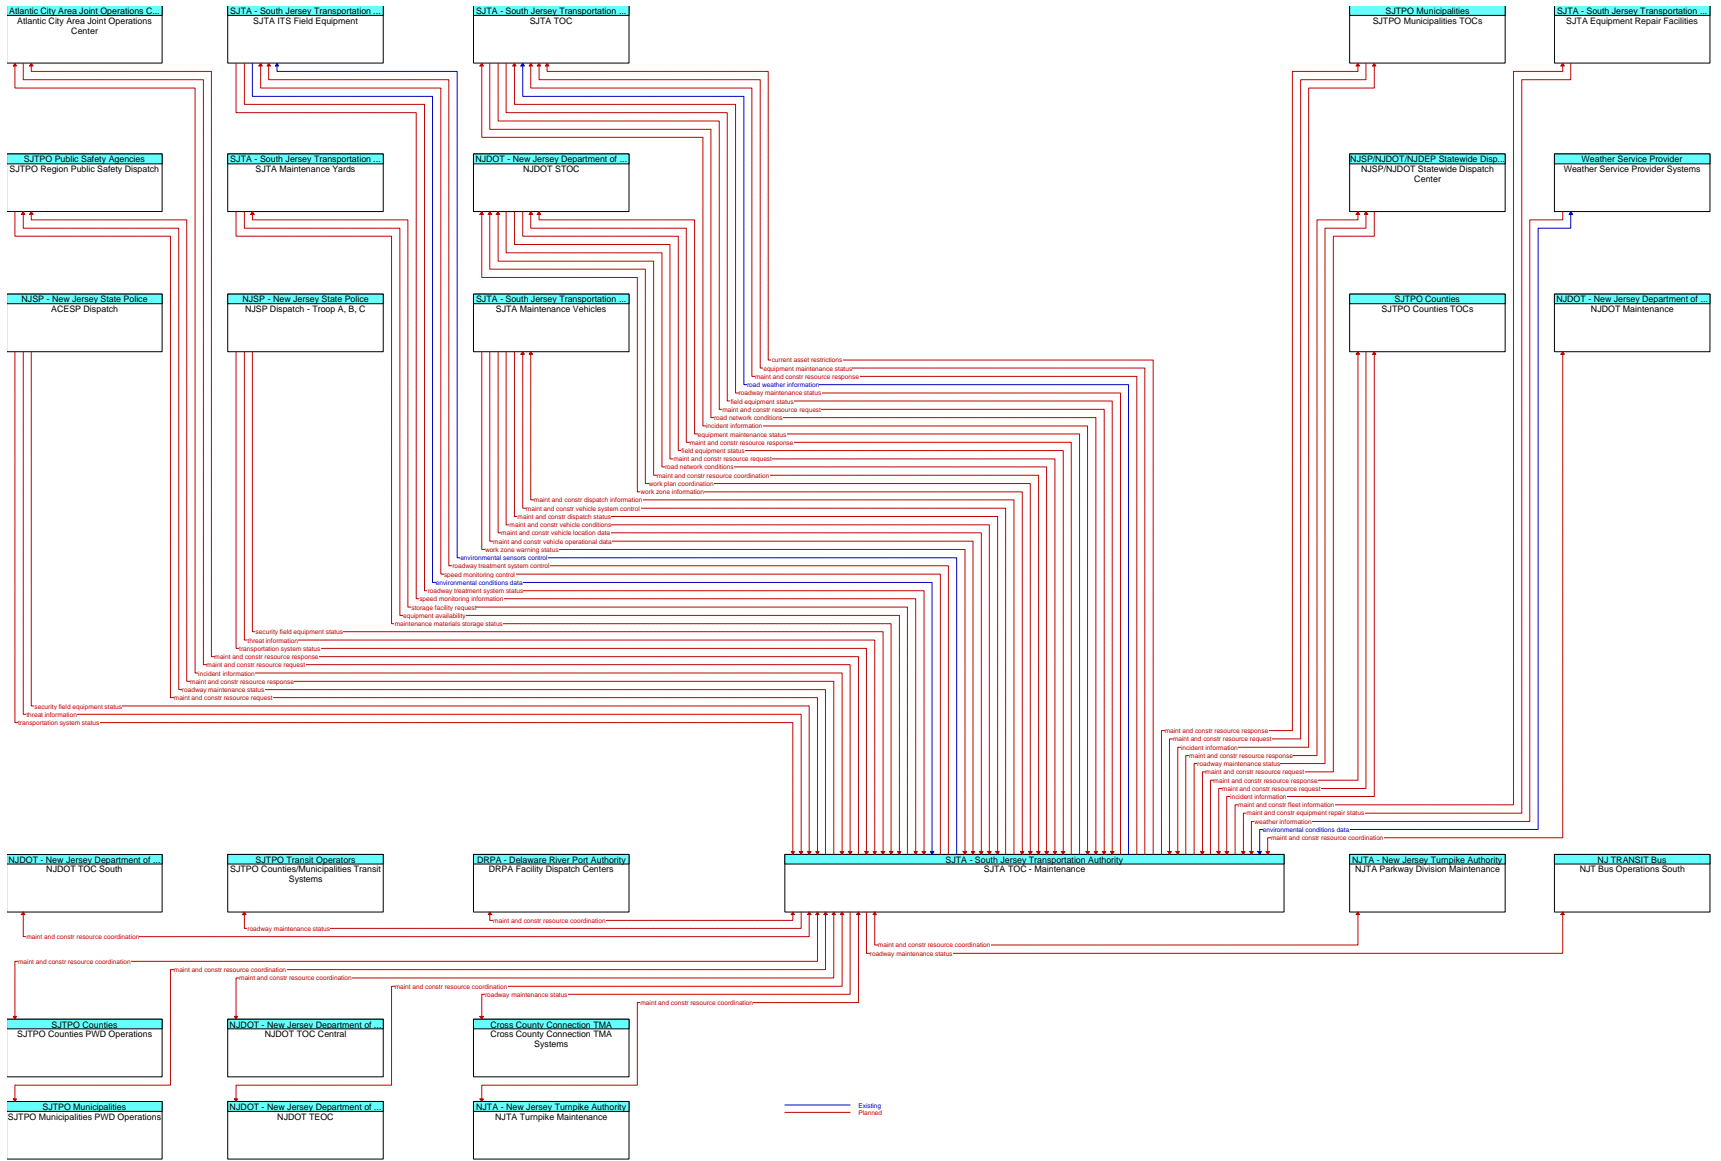 Atlantic City Area Joint Operations C...
Atlantic City Area Joint Operations
Center
SJTA - South Jersey Transportation ...
SJTA ITS Field Equipment
SJTA - South Jersey Transportation ...
SJTA TOC
SJTPO Municipalities
SJTPO Municipalities TOCs
SJTA - South Jersey Transportation ...
SJTA Equipment Repair Facilities
SJTPO Public Safety Agencies
SJTPO Region Public Safety Dispatch
SJTA - South Jersey Transportation ...
SJTA Maintenance Yards
NJDOT - New Jersey Department of ...
NJDOT STOC
NJSP/NJDOT/NJDEP Statewide Disp...
NJSP/NJDOT Statewide Dispatch
Center
Weather Service Provider
Weather Service Provider Systems
NJSP - New Jersey State Police
ACESP Dispatch
NJSP - New Jersey State Police
NJSP Dispatch - Troop A, B, C
SJTA - South Jersey Transportation ...
SJTA Maintenance Vehicles
SJTPO Counties
SJTPO Counties TOCs
NJDOT - New Jersey Department of ...
NJDOT Maintenance
current asset restrictions
equipment maintenance status
maint and constr resource response
road weather information
roadway maintenance status
field equipment status
maint and constr resource request
road network conditions
incident information
equipment maintenance status
maint and constr resource response
field equipment status
maint and constr resource request
road network conditions
maint and constr resource coordination
work plan coordination
work zone information
maint and constr dispatch information
maint and constr vehicle system control
maint and constr dispatch status
maint and constr vehicle conditions
maint and constr vehicle location data
maint and constr vehicle operational data
work zone warning status
environmental sensors control
roadway treatment system control
speed monitoring control
environmental conditions data
roadway treatment system status
speed monitoring information
storage facility request
equipment availability
maintenance materials storage status
security field equipment status
threat information
transportation system status
maint and constr resource response
maint and constr resource request
incident information
maint and constr resource response
roadway maintenance status
maint and constr resource request
security field equipment status
threat information
transportation system status
maint and constr resource response
maint and constr resource request
incident information
maint and constr resource response
roadway maintenance status
maint and constr resource request
maint and constr resource response
maint and constr resource request
incident information
maint and constr fleet information
maint and constr equipment repair status
weather information
environmental conditions data
maint and constr resource coordination
NJDOT - New Jersey Department of ...
NJDOT TOC South
SJTPO Transit Operators
SJTPO Counties/Municipalities Transit
Systems
DRPA - Delaware River Port Authority
DRPA Facility Dispatch Centers
SJTA - South Jersey Transportation Authority
SJTA TOC - Maintenance
NJTA - New Jersey Turnpike Authority
NJTA Parkway Division Maintenance
NJ TRANSIT Bus
NJT Bus Operations South
maint and constr resource coordination
roadway maintenance status
maint and constr resource coordination
maint and constr resource coordination
roadway maintenance status
maint and constr resource coordination
maint and constr resource coordination
maint and constr resource coordination
maint and constr resource coordination
roadway maintenance status
maint and constr resource coordination
SJTPO Counties
SJTPO Counties PWD Operations
NJDOT - New Jersey Department of ...
NJDOT TOC Central
Cross County Connection TMA
Cross County Connection TMA
Systems
SJTPO Municipalities
SJTPO Municipalities PWD Operations
NJDOT - New Jersey Department of ...
NJDOT TEOC
NJTA - New Jersey Turnpike Authority
NJTA Turnpike Maintenance
Existing
Planned